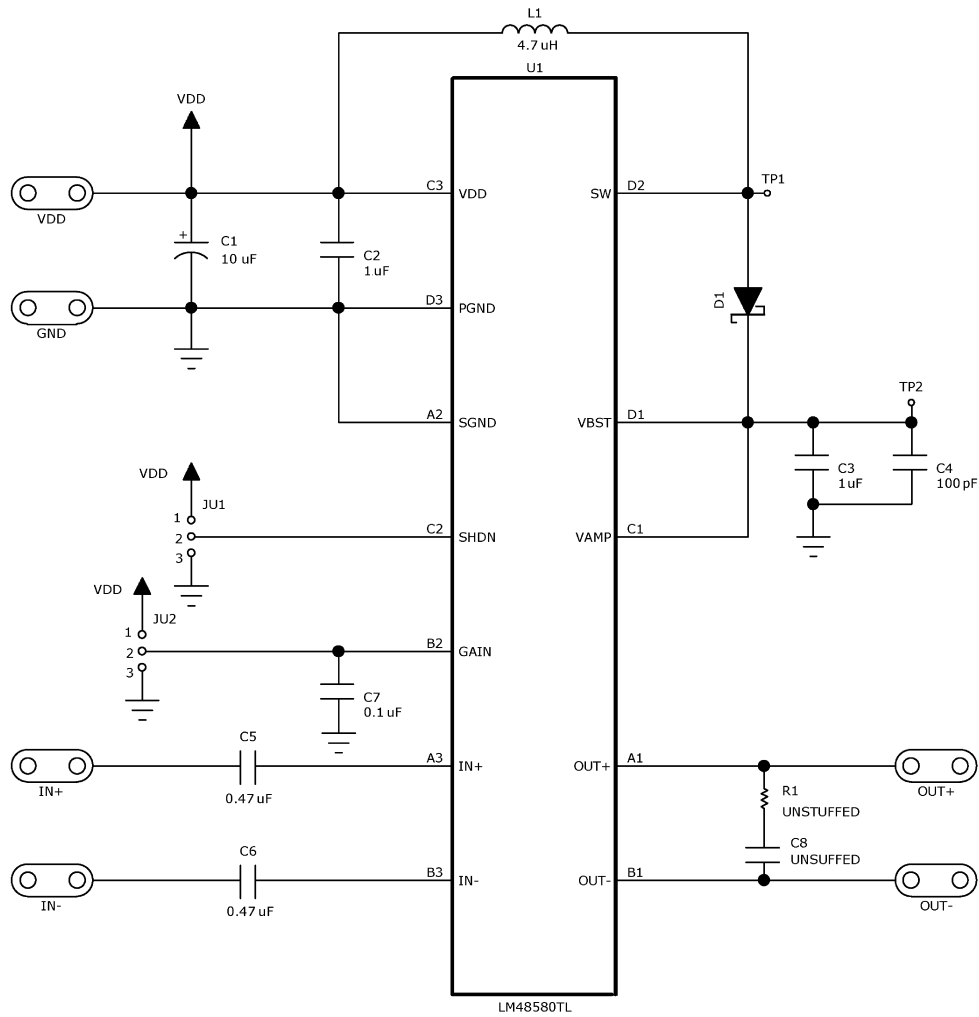 L1
4.7 uH
U1
VDD
C3
VDD
SW
D2
TP1
VDD
+
C1
10 uF
C2
1 uF
D1
D3
PGND
GND
TP2
A2
SGND
VBST
D1
C3
1 uF
C4
100 pF
VDD
JU1
1
2
3
C2
SHDN
VAMP
C1
VDD
JU2
1
2
3
B2
GAIN
C7
0.1 uF
C5
0.47 uF
IN+
A3
IN+
OUT+
A1
R1
UNSTUFFED
OUT+
C8
UNSUFFED
C6
0.47 uF
IN-
B3
IN-
OUT-
B1
OUT-
LM48580TL